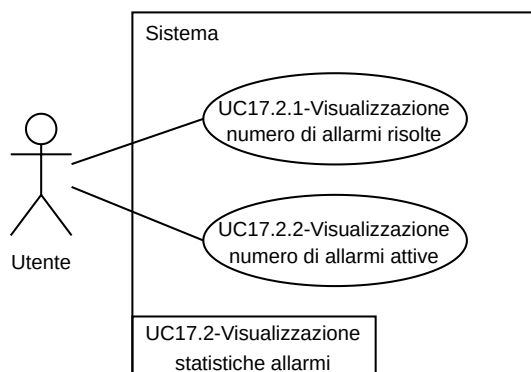 Sistema
UC17.2.1-Visualizzazione
numero di allarmi risolte
UC17.2.2-Visualizzazione
numero di allarmi attive
Utente
UC17.2-Visualizzazione
statistiche allarmi